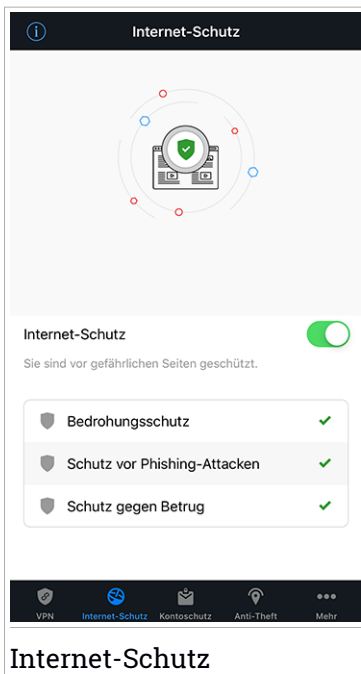 Internet-Schutz
Internet-Schutz
Sie sind vor gefährlichen Seiten geschützt.
Bedrohungsschutz
Schutz vor Phishing-Attacken
Schutz gegen Betrug
VPN Internet-Schutz Kontoschutz Anti-Theft Mehr
Internet-Schutz